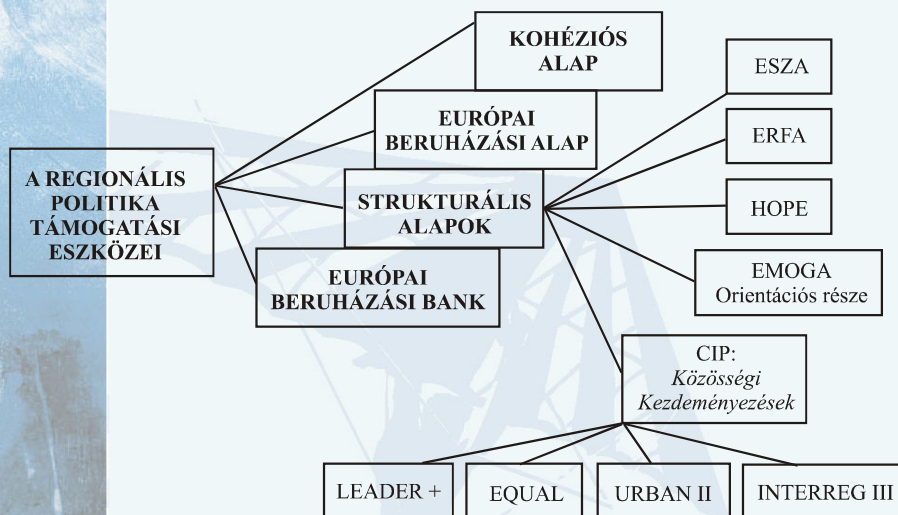 A REGIONÁLIS
POLITIKA
TÁMOGATÁSI
ESZKÖZEI
KOHÉZIÓS
ALAP
EURÓPAI
BERUHÁZÁSI ALAP
STRUKTURÁLIS
ALAPOK
EURÓPAI
BERUHÁZÁSI BANK
ESZA
ERFA
HOPE
EMOGA
Orientációs része
CIP:
Közösségi
Kezdeményezések
LEADER +
EQUAL
URBAN II
INTERREG III